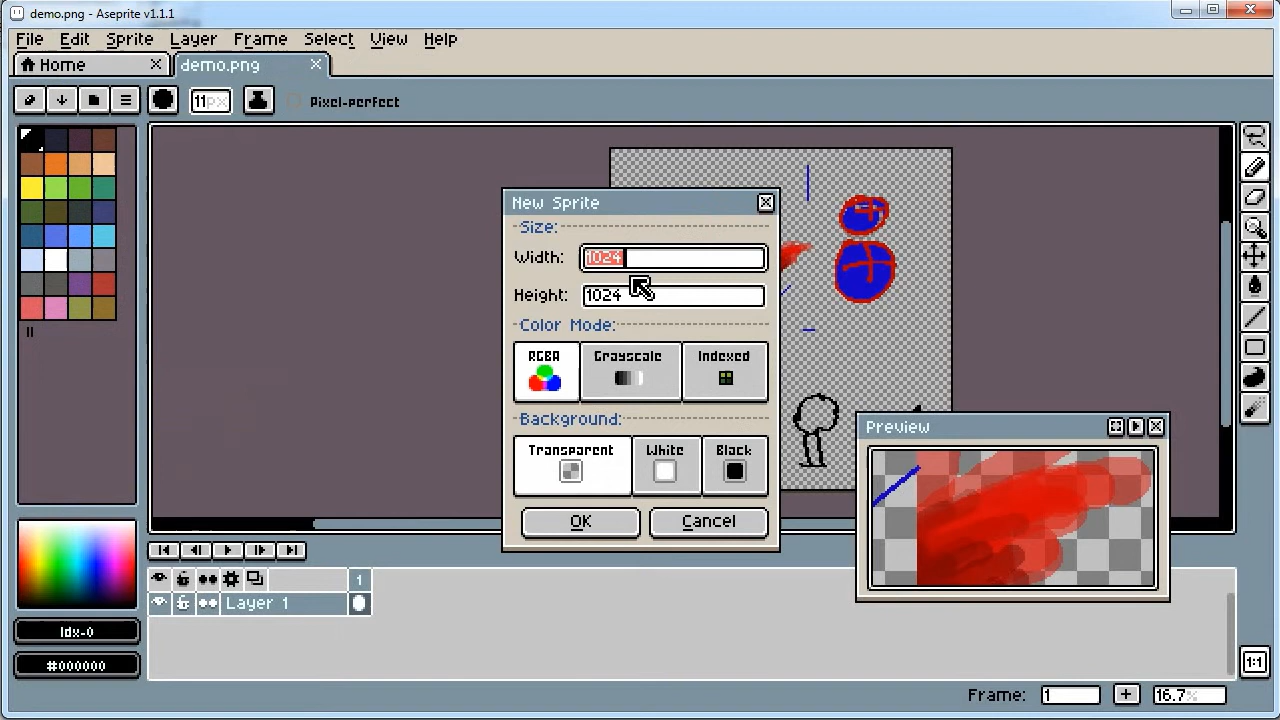 demo.png - Aseprite v1.1.1
File Edit Sprite Layer Frame Select View Help
Home
demo.png
11px
Pixel-perfect
New Sprite
Size:
Width: 1024
Height: 1024
Color Mode:
RGBA Grayscale Indexed
Background:
Transparent White Black
OK Cancel
Preview
1
Layer 1
Idx-0
#000000
1:1
Frame: 1 + 16.7%